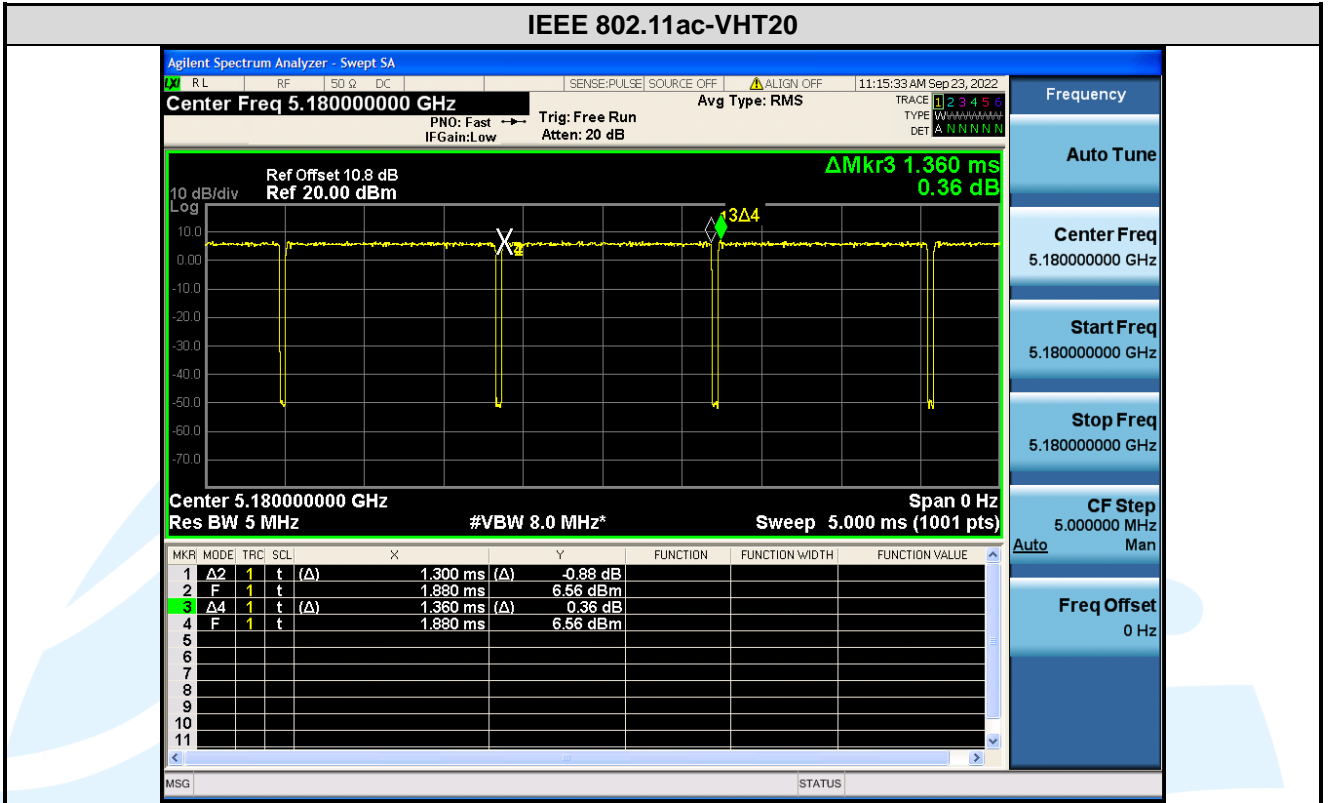 IEEE 802.11ac-VHT20
Agilent Spectrum Analyzer - Swept SA
LXI RL RF 50 Ω DC SENSE:PULSE SOURCE OFF ALIGN OFF 11:15:33 AM Sep 23, 2022
Center Freq 5.180000000 GHz
PNO: Fast
IFGain:Low
Trig: Free Run
Atten: 20 dB
Avg Type: RMS
TRACE 1 2 3 4 5 6
TYPE W
DET A N N N N N
ΔMkr3 1.360 ms
0.36 dB
Ref Offset 10.8 dB
10 dB/div Ref 20.00 dBm
Log
10.0
0.00
-10.0
-20.0
-30.0
-40.0
-50.0
-60.0
-70.0
3Δ4
Center 5.180000000 GHz Span 0 Hz
Res BW 5 MHz #VBW 8.0 MHz* Sweep 5.000 ms (1001 pts)
MKR MODE TRC SCL X Y FUNCTION FUNCTION WIDTH FUNCTION VALUE
1 Δ2 1 t (Δ) 1.300 ms (Δ) -0.88 dB
2 F 1 t 1.880 ms 6.56 dBm
3 Δ4 1 t (Δ) 1.360 ms (Δ) 0.36 dB
4 F 1 t 1.880 ms 6.56 dBm
5
6
7
8
9
10
11
MSG STATUS
Frequency
Auto Tune
Center Freq
5.180000000 GHz
Start Freq
5.180000000 GHz
Stop Freq
5.180000000 GHz
CF Step
5.000000 MHz
Auto Man
Freq Offset
0 Hz